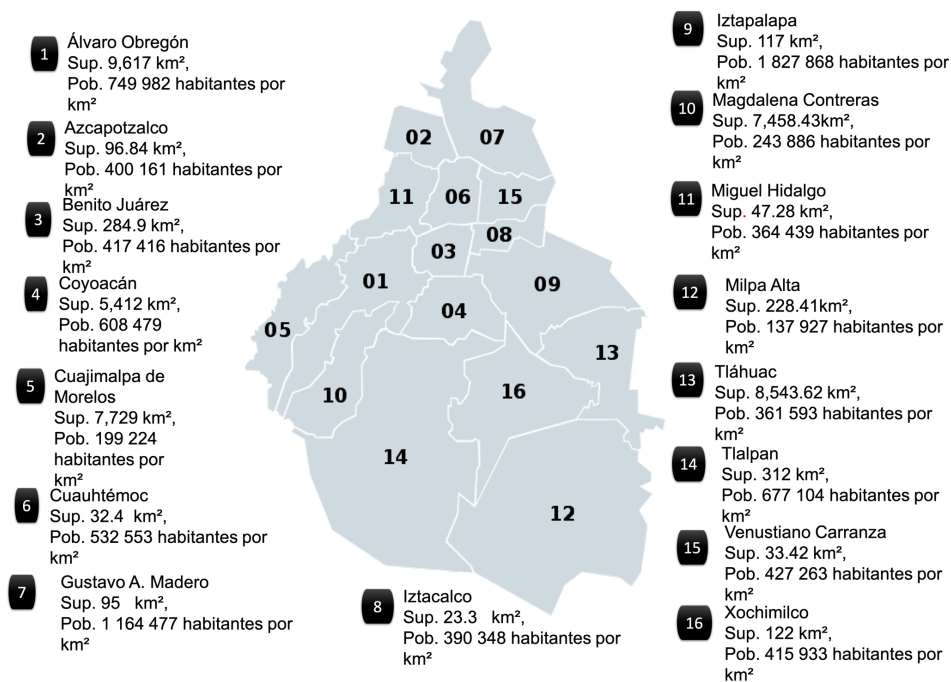 1
Álvaro Obregón
Sup. 9,617 km²,
Pob. 749 982 habitantes por
km²
2
Azcapotzalco
Sup. 96.84 km²,
Pob. 400 161 habitantes por
km²
3
Benito Juárez
Sup. 284.9 km²,
Pob. 417 416 habitantes por
km²
4
Coyoacán
Sup. 5,412 km²,
Pob. 608 479
habitantes por km²
5
Cuajimalpa de
Morelos
Sup. 7,729 km²,
Pob. 199 224
habitantes por
km²
6
Cuauhtémoc
Sup. 32.4 km²,
Pob. 532 553 habitantes por
km²
7
Gustavo A. Madero
Sup. 95 km²,
Pob. 1 164 477 habitantes por
km²
02
07
11
06
15
08
03
01
09
04
05
13
10
16
14
12
8
Iztacalco
Sup. 23.3 km²,
Pob. 390 348 habitantes por
km²
9
Iztapalapa
Sup. 117 km²,
Pob. 1 827 868 habitantes por
km²
10
Magdalena Contreras
Sup. 7,458.43km²,
Pob. 243 886 habitantes por
km²
11
Miguel Hidalgo
Sup. 47.28 km²,
Pob. 364 439 habitantes por
km²
12
Milpa Alta
Sup. 228.41km²,
Pob. 137 927 habitantes por
km²
13
Tláhuac
Sup. 8,543.62 km²,
Pob. 361 593 habitantes por
km²
14
Tlalpan
Sup. 312 km²,
Pob. 677 104 habitantes por
km²
15
Venustiano Carranza
Sup. 33.42 km²,
Pob. 427 263 habitantes por
km²
16
Xochimilco
Sup. 122 km²,
Pob. 415 933 habitantes por
km²